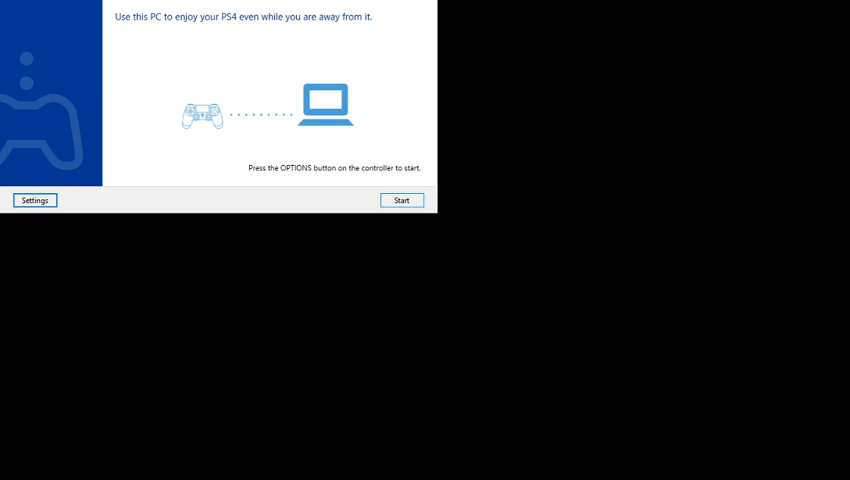 Use this PC to enjoy your PS4 even while you are away from it.
Press the OPTIONS button on the controller to start.
Settings
Start